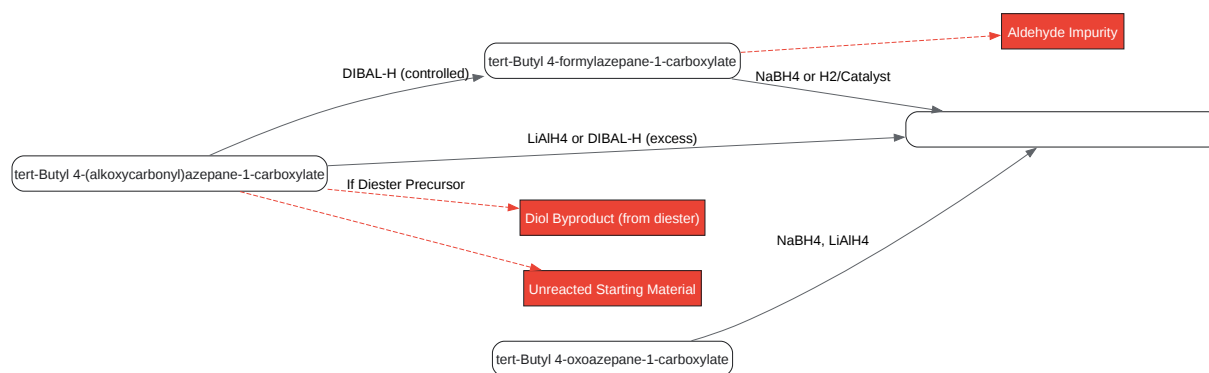 Aldehyde Impurity
tert-Butyl 4-formylazepane-1-carboxylate
DIBAL-H (controlled)
NaBH4 or H2/Catalyst
LiAlH4 or DIBAL-H (excess)
tert-Butyl 4-(alkoxycarbonyl)azepane-1-carboxylate
If Diester Precursor
Diol Byproduct (from diester)
NaBH4, LiAlH4
Unreacted Starting Material
tert-Butyl 4-oxoazepane-1-carboxylate